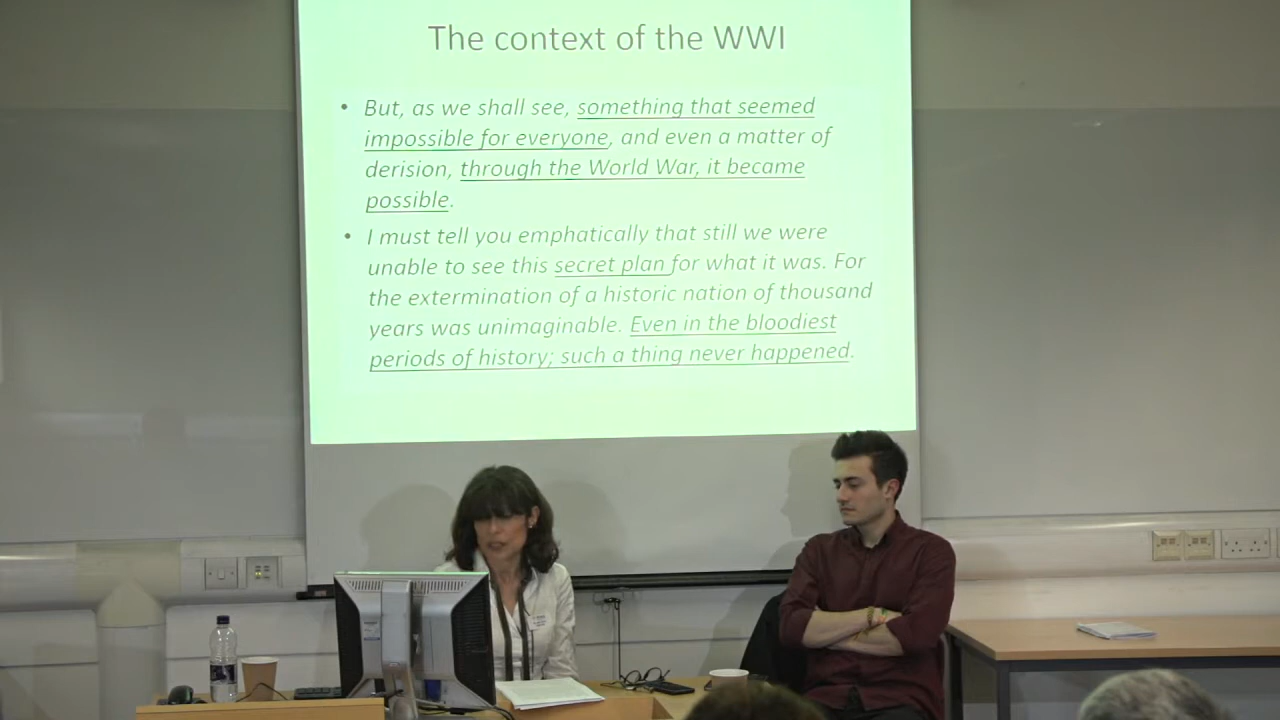 The context of the WWI
• But, as we shall see, something that seemed
impossible for everyone, and even a matter of
derision, through the World War, it became
possible.
• I must tell you emphatically that still we were
unable to see this secret plan for what it was. For
the extermination of a historic nation of thousand
years was unimaginable. Even in the bloodiest
periods of history; such a thing never happened.